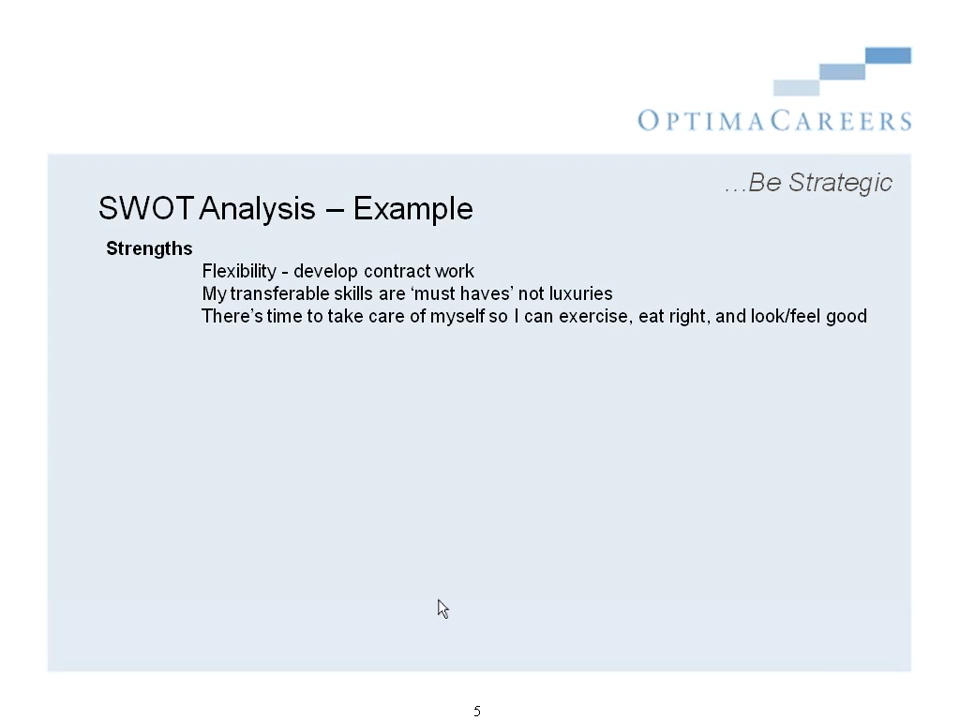 OPTIMACAREERS
…Be Strategic
SWOT Analysis – Example
Strengths
Flexibility - develop contract work
My transferable skills are ‘must haves’ not luxuries
There’s time to take care of myself so I can exercise, eat right, and look/feel good
5